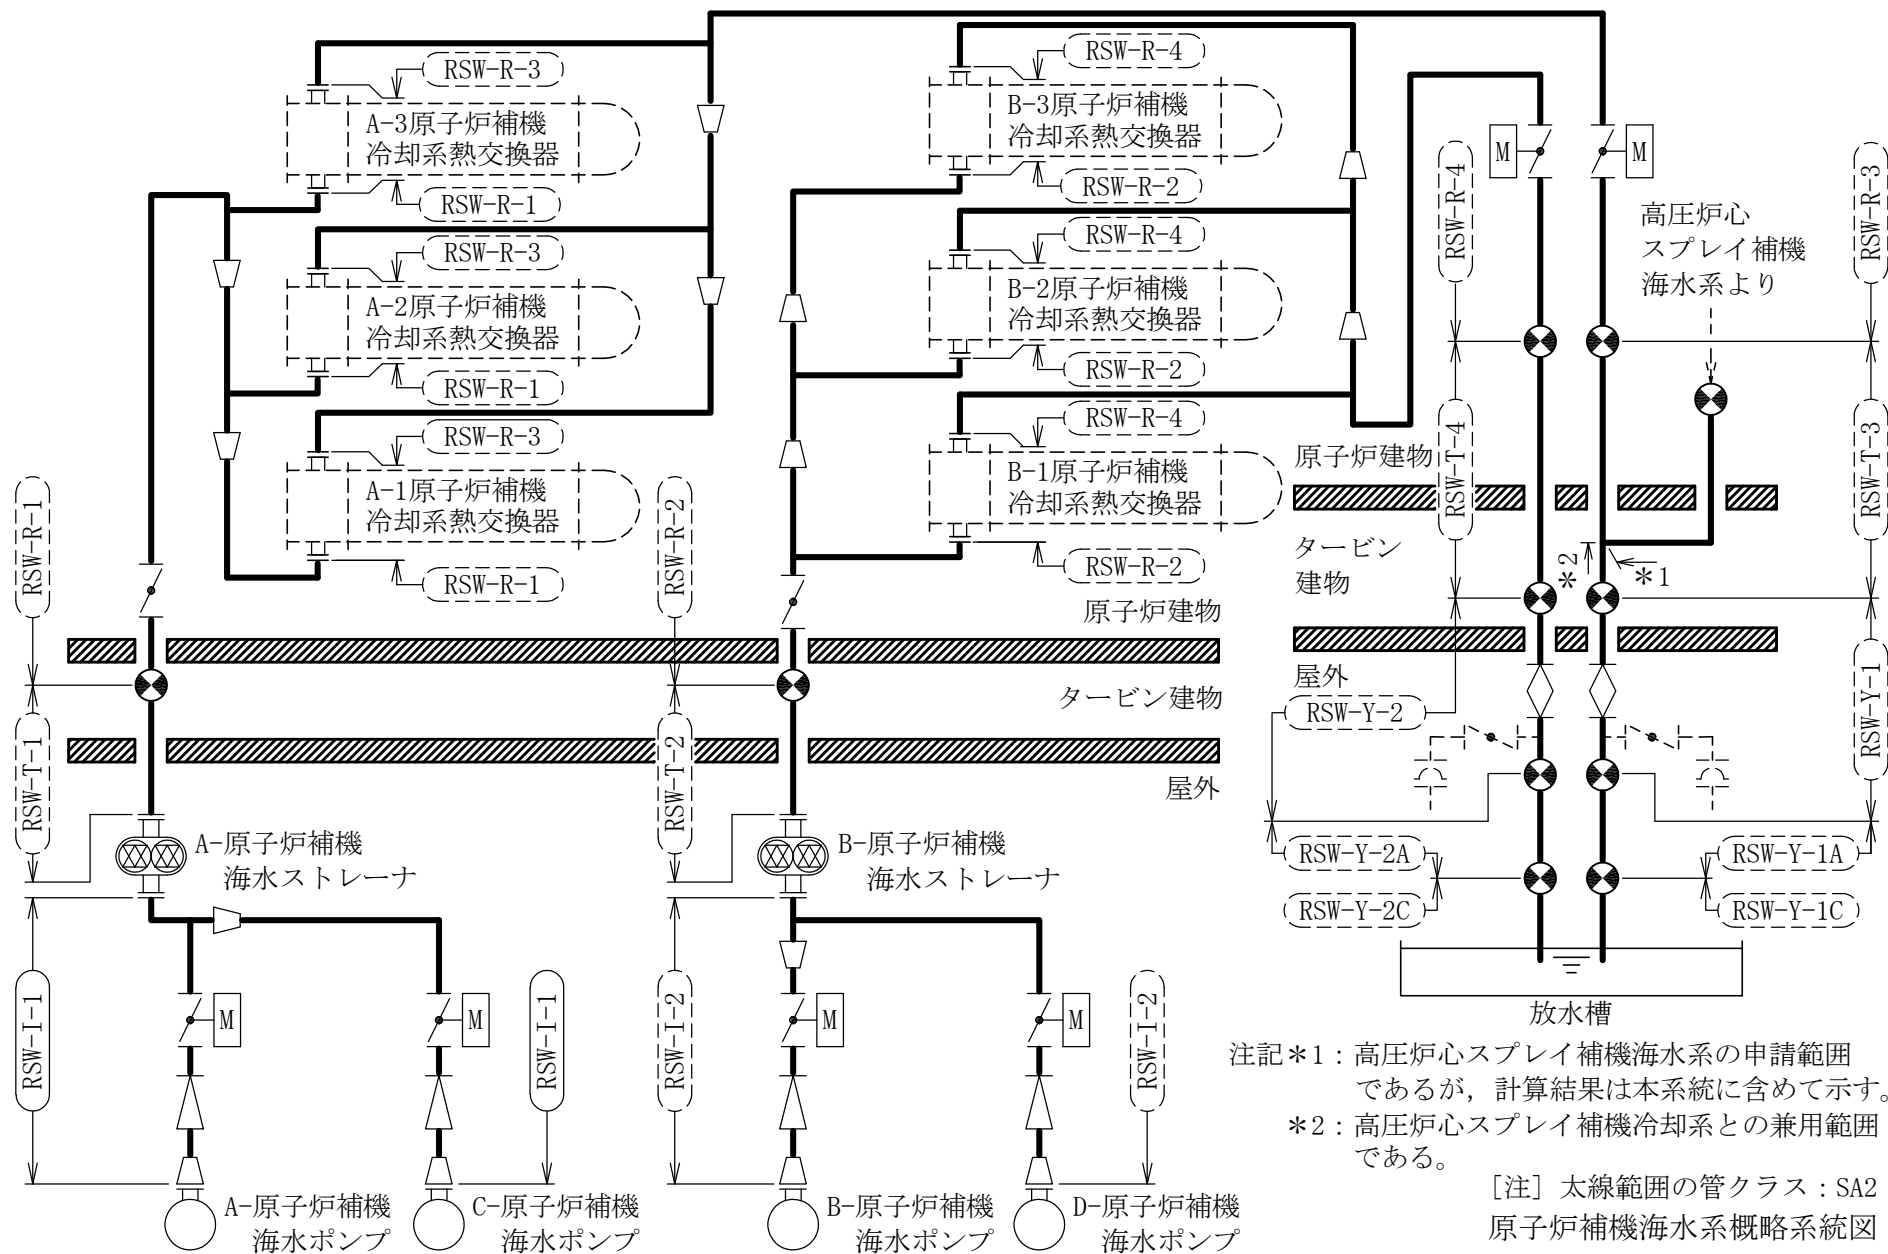 RSW-R-3
A-3原子炉補機
冷却系熱交換器
RSW-R-1
RSW-R-3
A-2原子炉補機
冷却系熱交換器
RSW-R-1
RSW-R-3
A-1原子炉補機
冷却系熱交換器
RSW-R-1
RSW-R-4
B-3原子炉補機
冷却系熱交換器
RSW-R-2
RSW-R-4
B-2原子炉補機
冷却系熱交換器
RSW-R-2
RSW-R-4
B-1原子炉補機
冷却系熱交換器
RSW-R-2
M
M
RSW-R-4
RSW-R-3
高圧炉心
スプレイ補機
海水系より
RSW-T-4
RSW-T-3
原子炉建物
タービン
建物
*2
*1
屋外
RSW-Y-2
RSW-Y-1
RSW-Y-2A
RSW-Y-1A
RSW-Y-2C
RSW-Y-1C
放水槽
RSW-R-1
RSW-R-2
原子炉建物
タービン建物
屋外
RSW-T-1
RSW-T-2
A-原子炉補機
海水ストレーナ
B-原子炉補機
海水ストレーナ
RSW-I-1
M
M
RSW-I-1
RSW-I-2
M
M
RSW-I-2
A-原子炉補機
海水ポンプ
C-原子炉補機
海水ポンプ
B-原子炉補機
海水ポンプ
D-原子炉補機
海水ポンプ
注記*1：高圧炉心スプレイ補機海水系の申請範囲
であるが，計算結果は本系統に含めて示す。
*2：高圧炉心スプレイ補機冷却系との兼用範囲
である。
［注］太線範囲の管クラス：SA2
原子炉補機海水系概略系統図